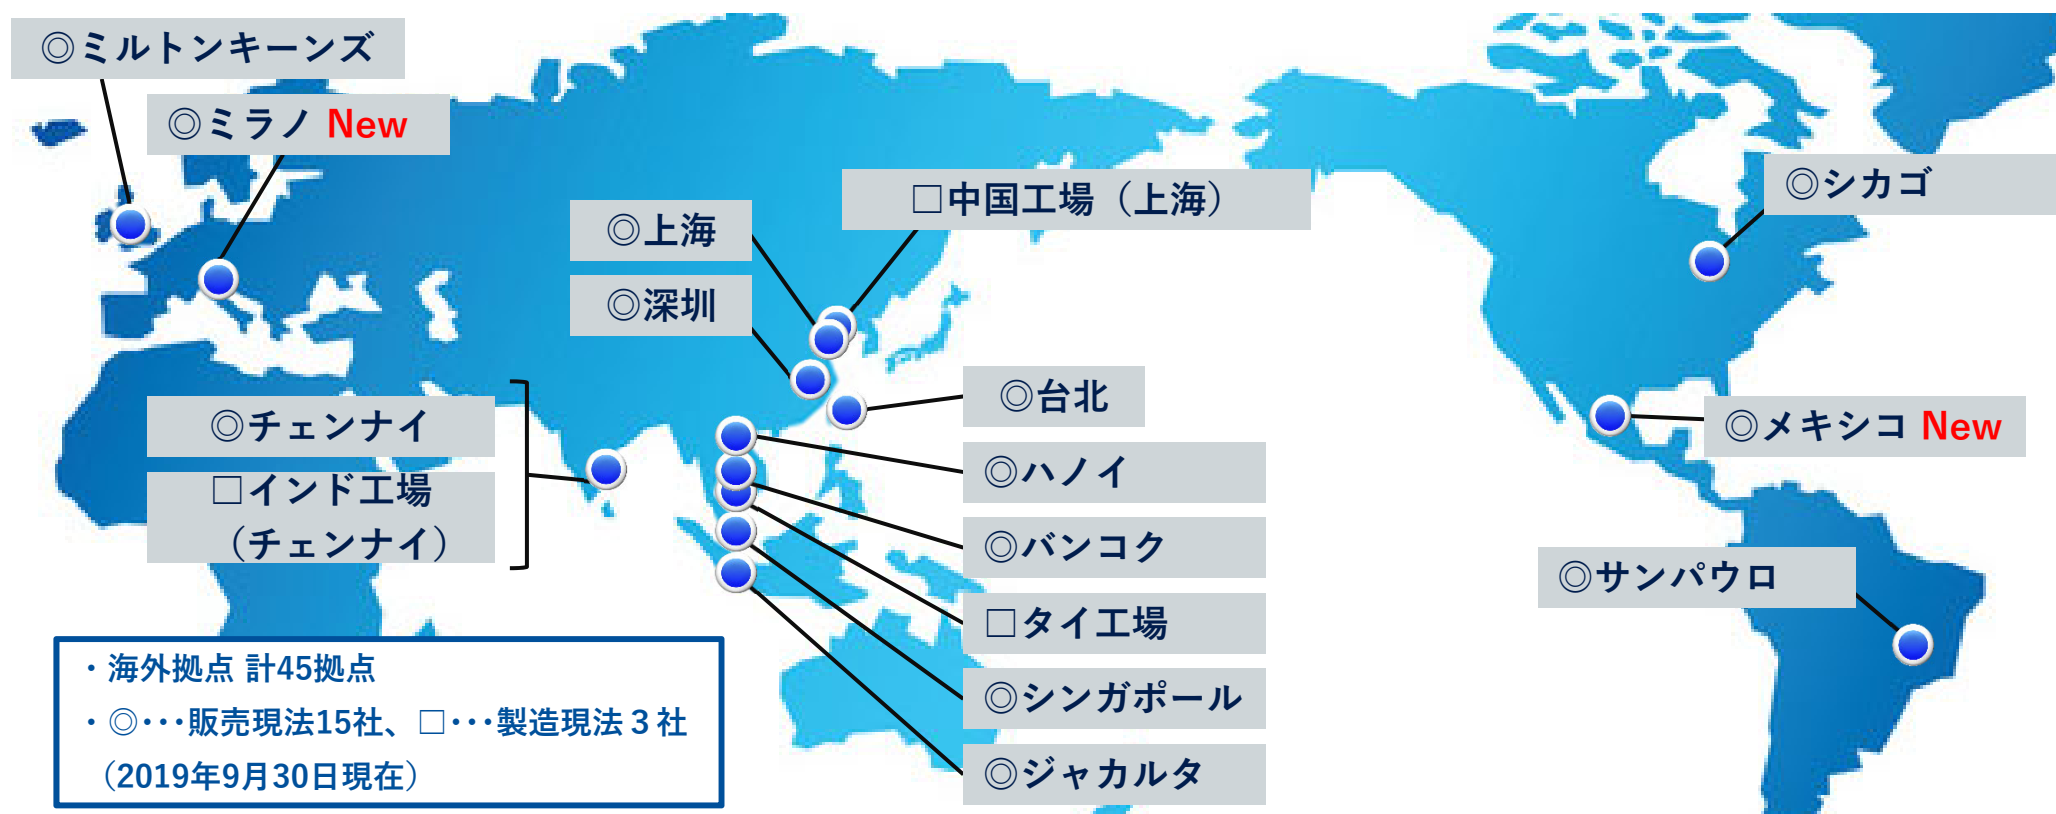 ◎ミルトンキーンズ
◎ミラノ New
◎上海
◎深圳
□中国工場（上海）
◎シカゴ
◎チェンナイ
□インド工場
（チェンナイ）
◎台北
◎ハノイ
◎バンコク
□タイ工場
◎シンガポール
◎ジャカルタ
◎メキシコ New
◎サンパウロ
・海外拠点 計45拠点
・◎･･･販売現法15社、□･･･製造現法３社
（2019年9月30日現在）